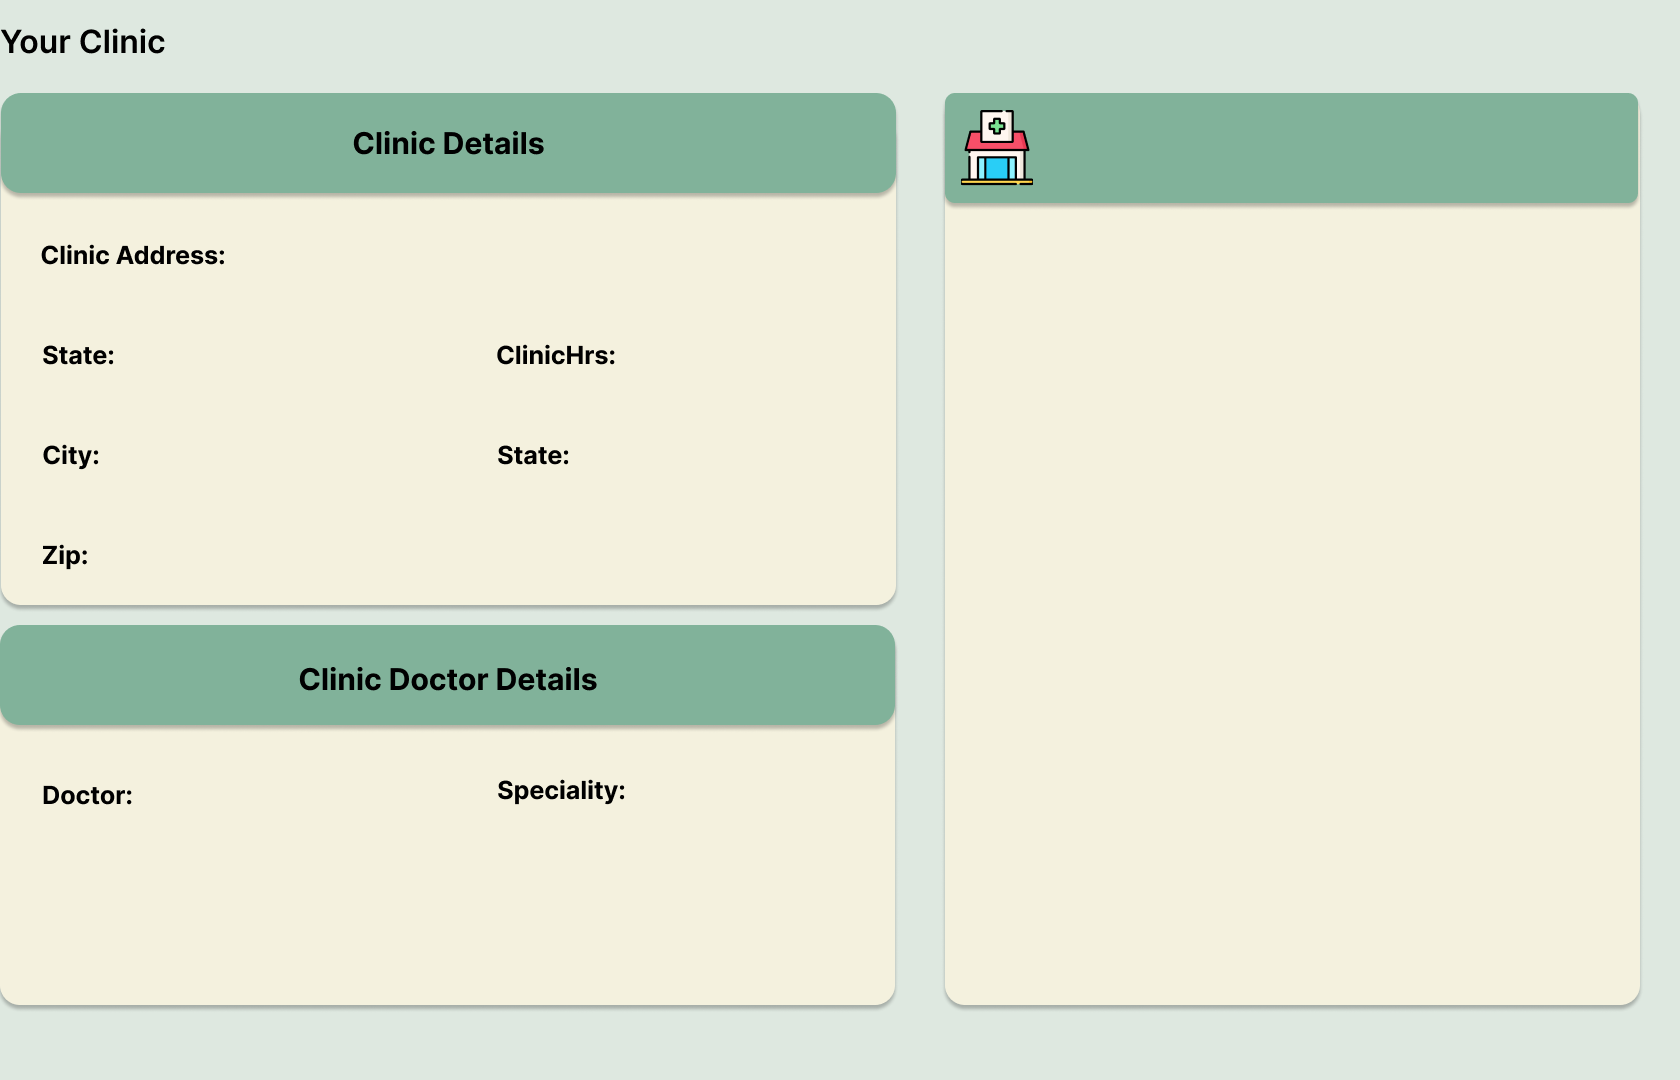 Your Clinic
Clinic Details
Clinic Address:
State:
ClinicHrs:
City:
State:
Zip:
Clinic Doctor Details
Doctor:
Speciality: